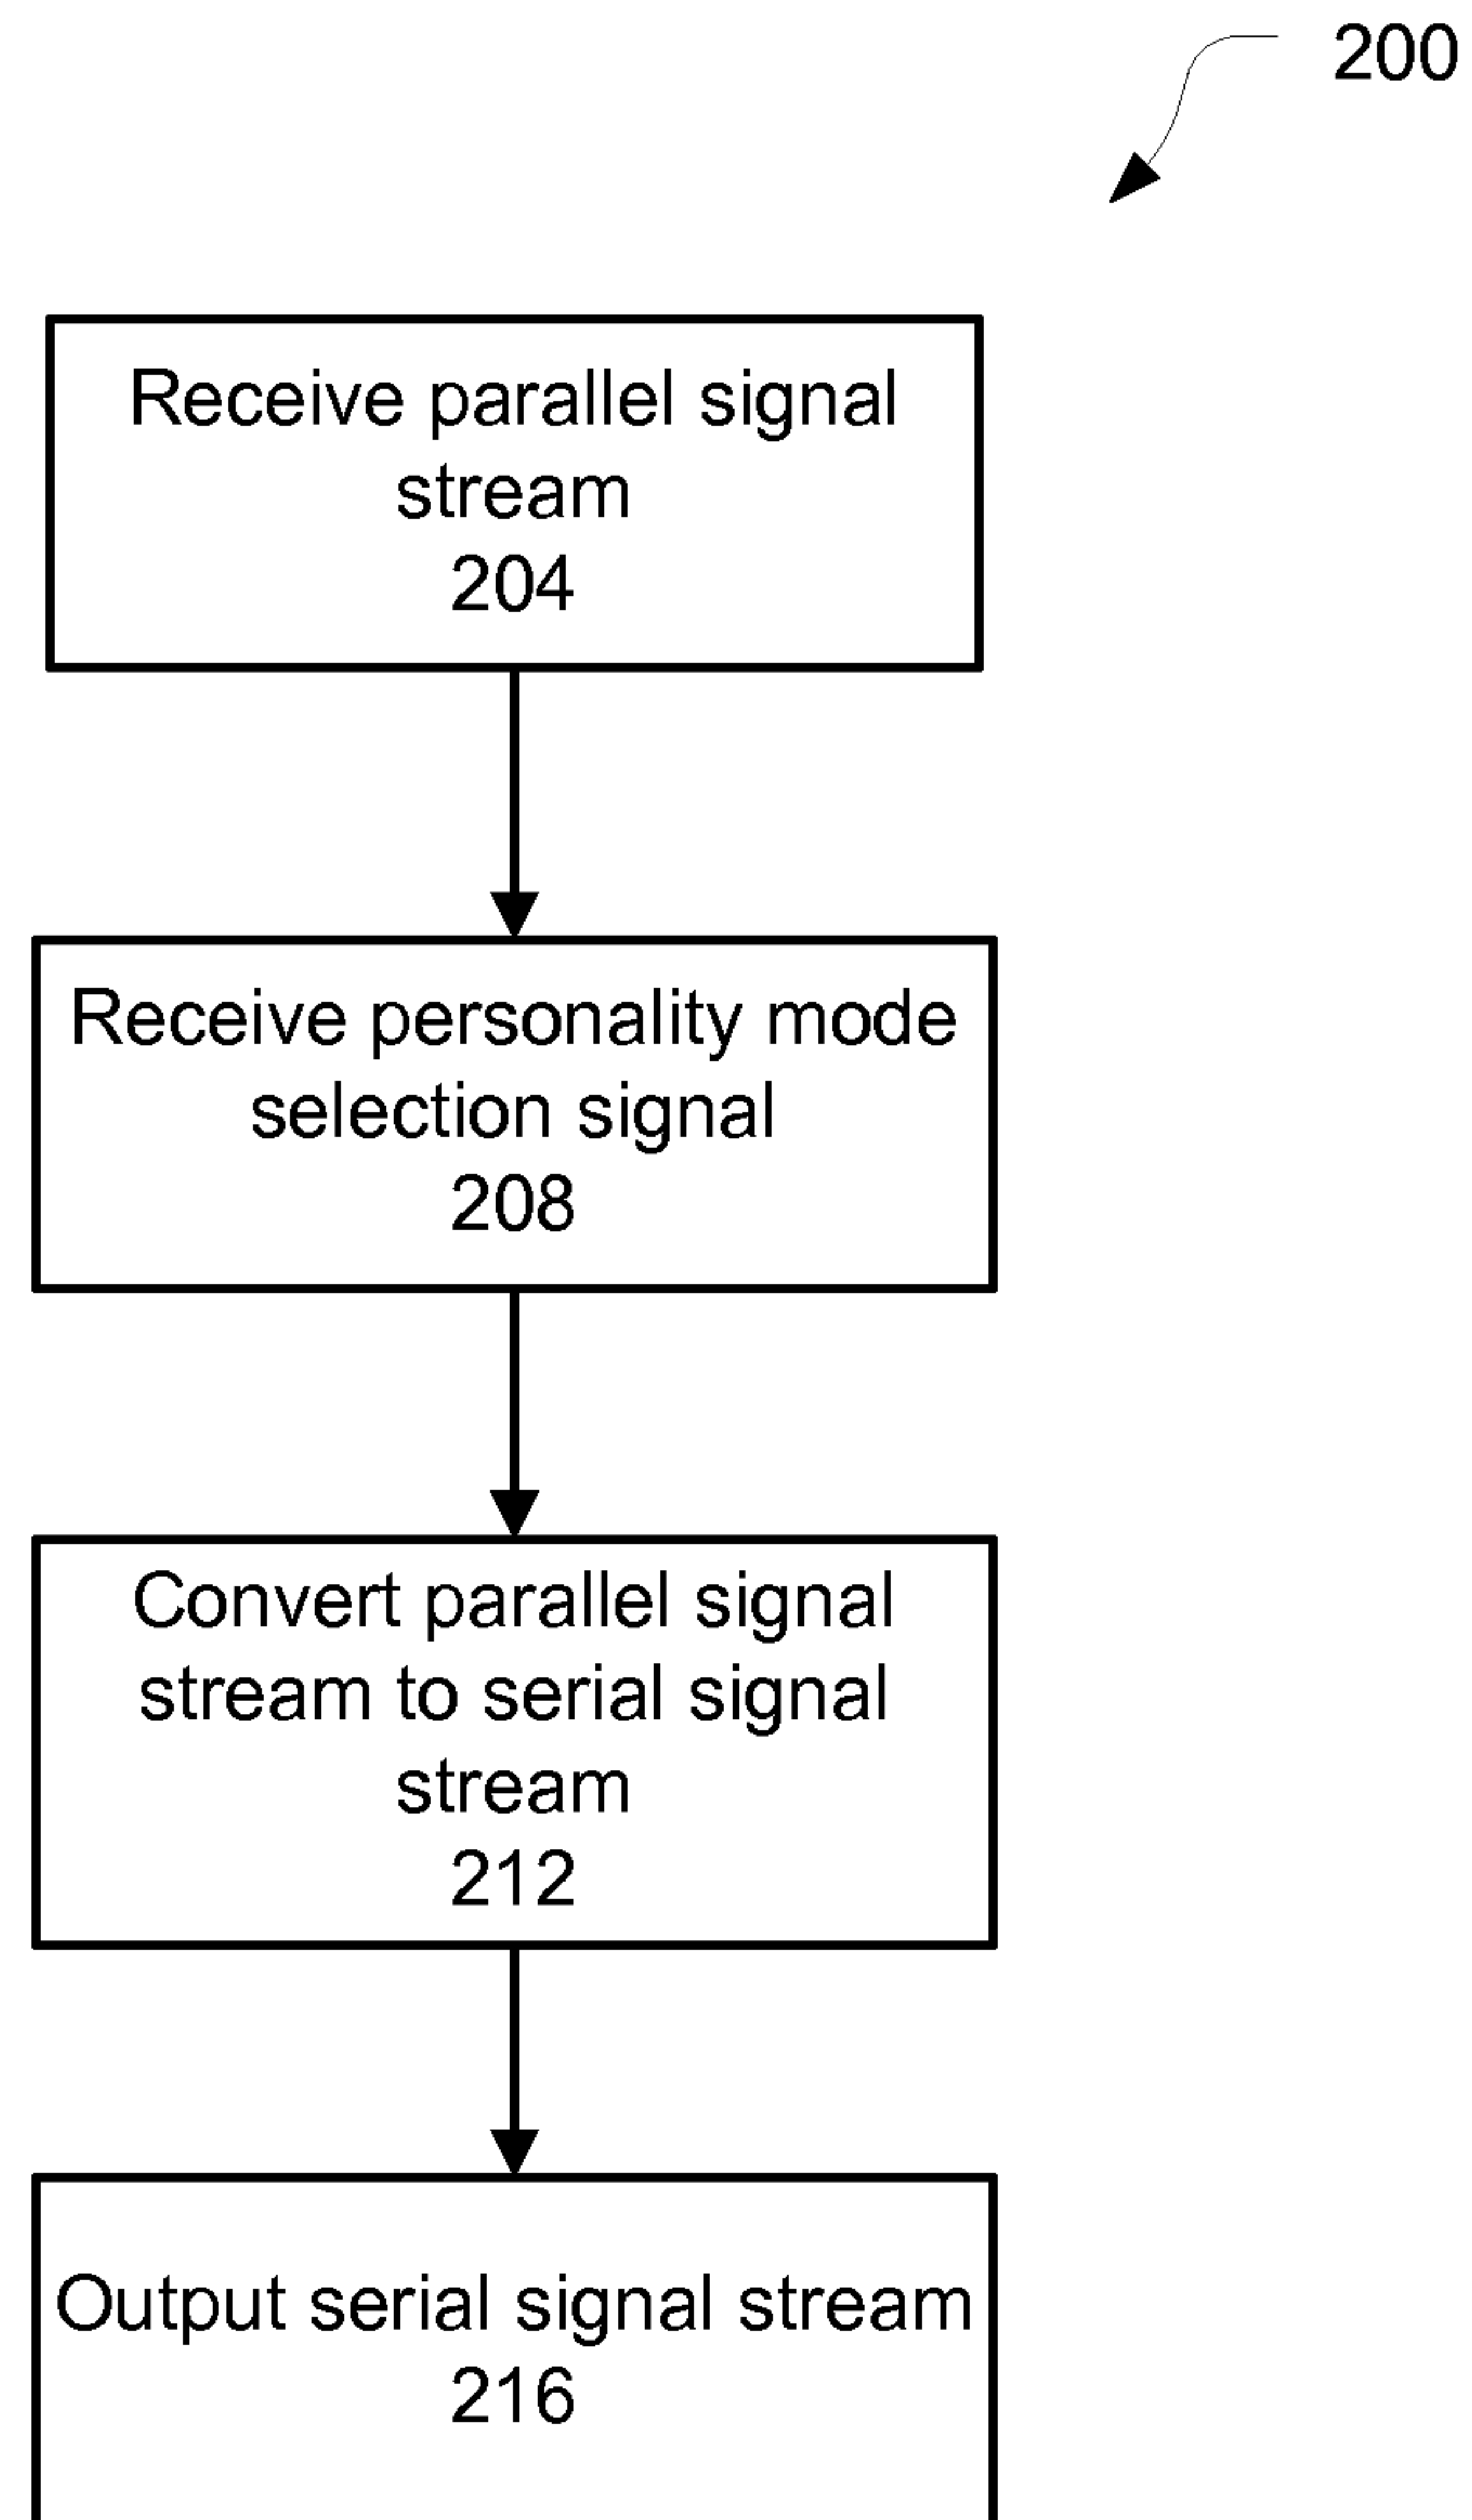 200
Receive parallel signal
stream
204
Receive personality mode
selection signal
208
Convert parallel signal
stream to serial signal
stream
212
Output serial signal stream
216